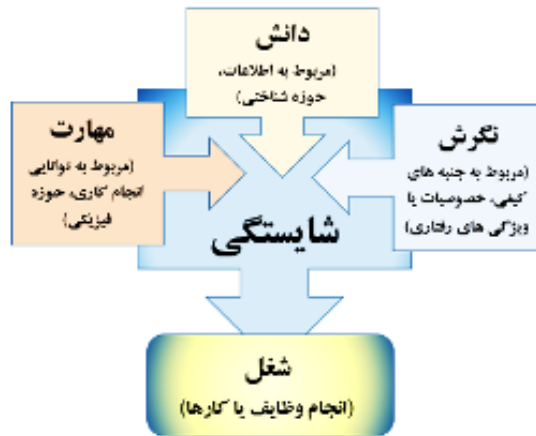 دانش
(مربوط به اطلاعات،
حوزه شناختی)
نگرش
(مربوط به جنبه های
کیفی، خصوصیات یا
ویژگی های رفتاری)
مهارت
(مربوط به توانایی
انجام کاری، حوزه
فیزیکی)
شایستگی
شغل
(انجام وظایف یا کارها)